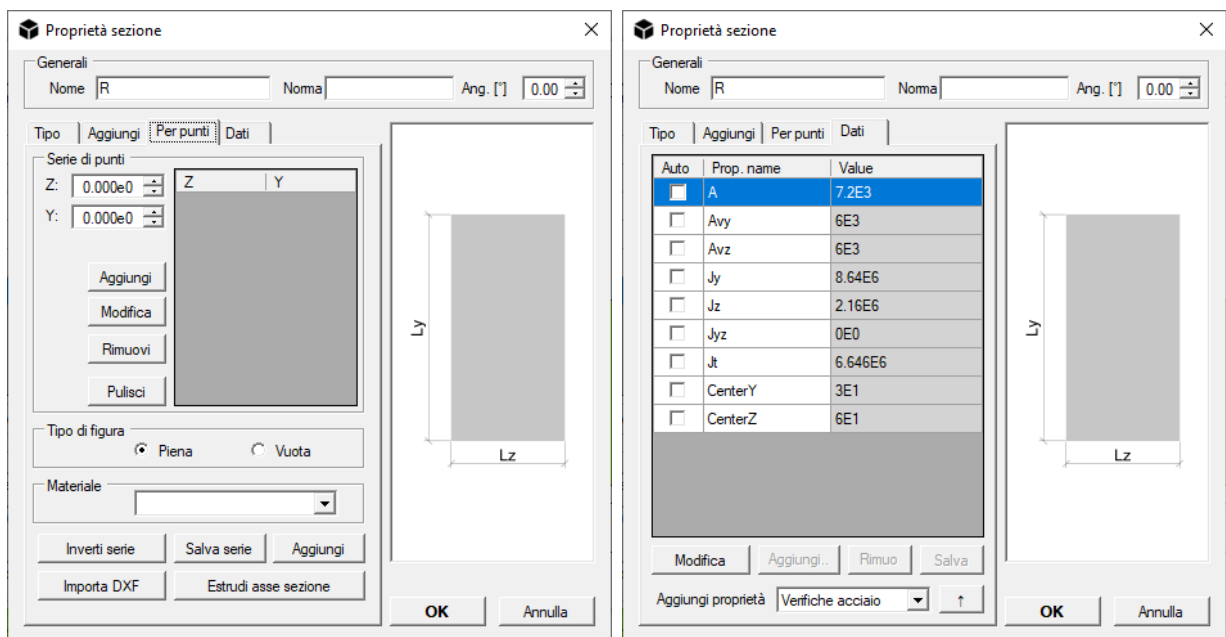 Proprietà sezione
Generali
Nome R Norma Ang. [°] 0.00
Tipo Aggiungi Per punti Dati
Serie di punti
Z: 0.000e0
Y: 0.000e0
Z Y
Aggiungi
Modifica
Rimuovi
Pulisci
Tipo di figura
Piena Vuota
Materiale
Inverti serie Salva serie Aggiungi
Importa DXF Estrudi asse sezione
Ly
Lz
OK Annulla
Proprietà sezione
Generali
Nome R Norma Ang. [°] 0.00
Tipo Aggiungi Per punti Dati
Auto Prop. name Value
A 7.2E3
Avy 6E3
Avz 6E3
Jy 8.64E6
Jz 2.16E6
Jyz 0E0
Jt 6.646E6
CenterY 3E1
CenterZ 6E1
Modifica Aggiungi.. Rimuo Salva
Aggiungi proprietà Verifiche acciaio ↑
Ly
Lz
OK Annulla